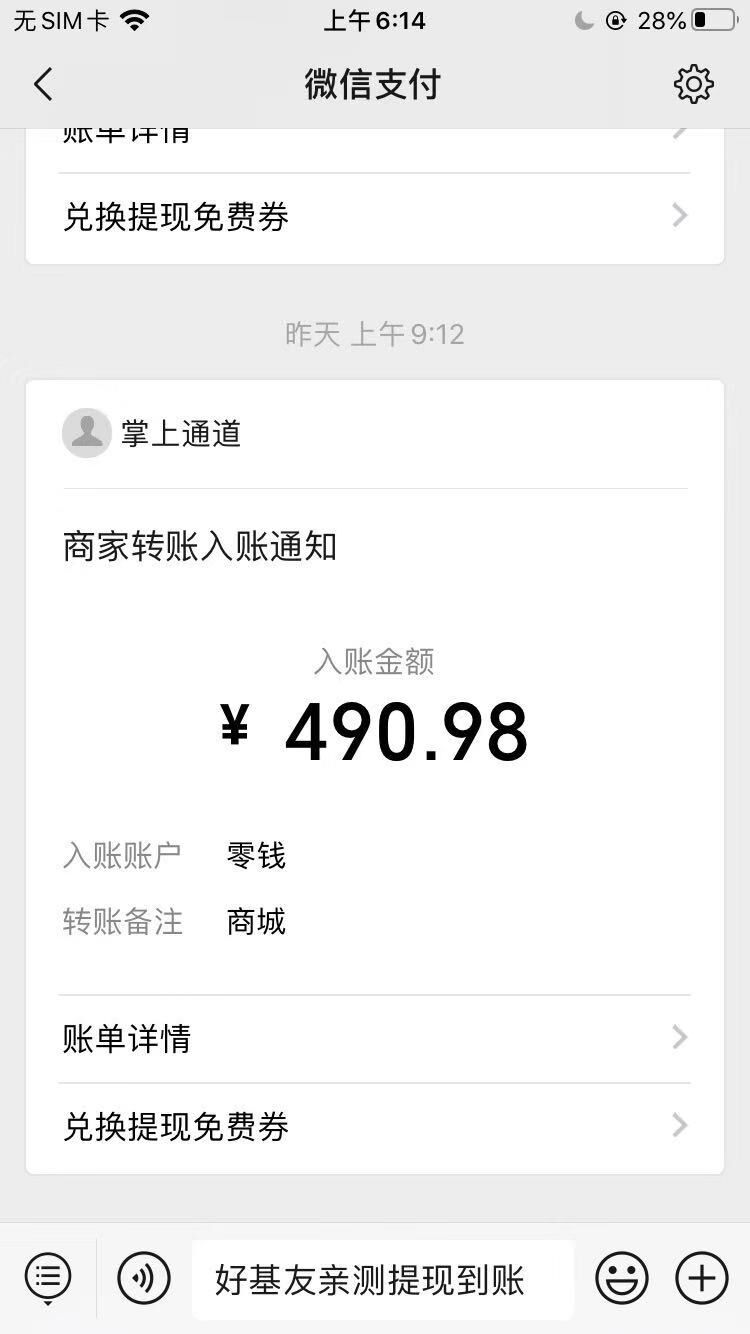 无SIM卡 上午6:14 28%
微信支付
账单详情
兑换提现免费券
昨天 上午9:12
掌上通道
商家转账入账通知
入账金额
¥ 490.98
入账账户 零钱
转账备注 商城
账单详情
兑换提现免费券
好基友亲测提现到账